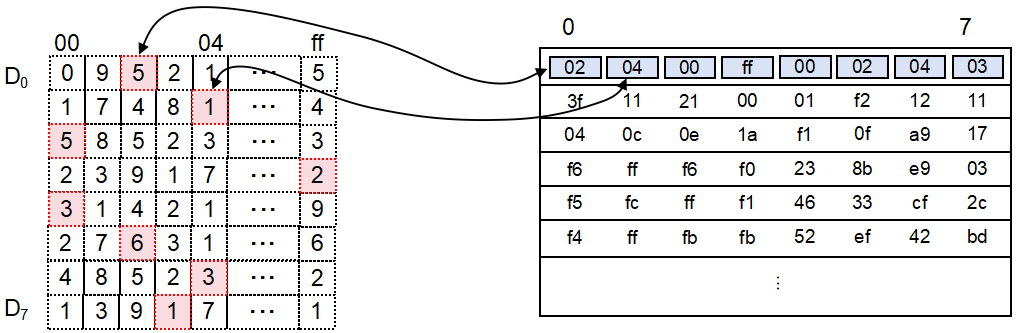 00 04 ff
D0 0 9 5 2 1 ··· 5
1 7 4 8 1 ··· 4
5 8 5 2 3 ··· 3
2 3 9 1 7 ··· 2
3 1 4 2 1 ··· 9
2 7 6 3 1 ··· 6
4 8 5 2 3 ··· 2
D7 1 3 9 1 7 ··· 1
0 7
02 04 00 ff 00 02 04 03
3f 11 21 00 01 f2 12 11
04 0c 0e 1a f1 0f a9 17
f6 ff f6 f0 23 8b e9 03
f5 fc ff f1 46 33 cf 2c
f4 ff fb fb 52 ef 42 bd
⋮